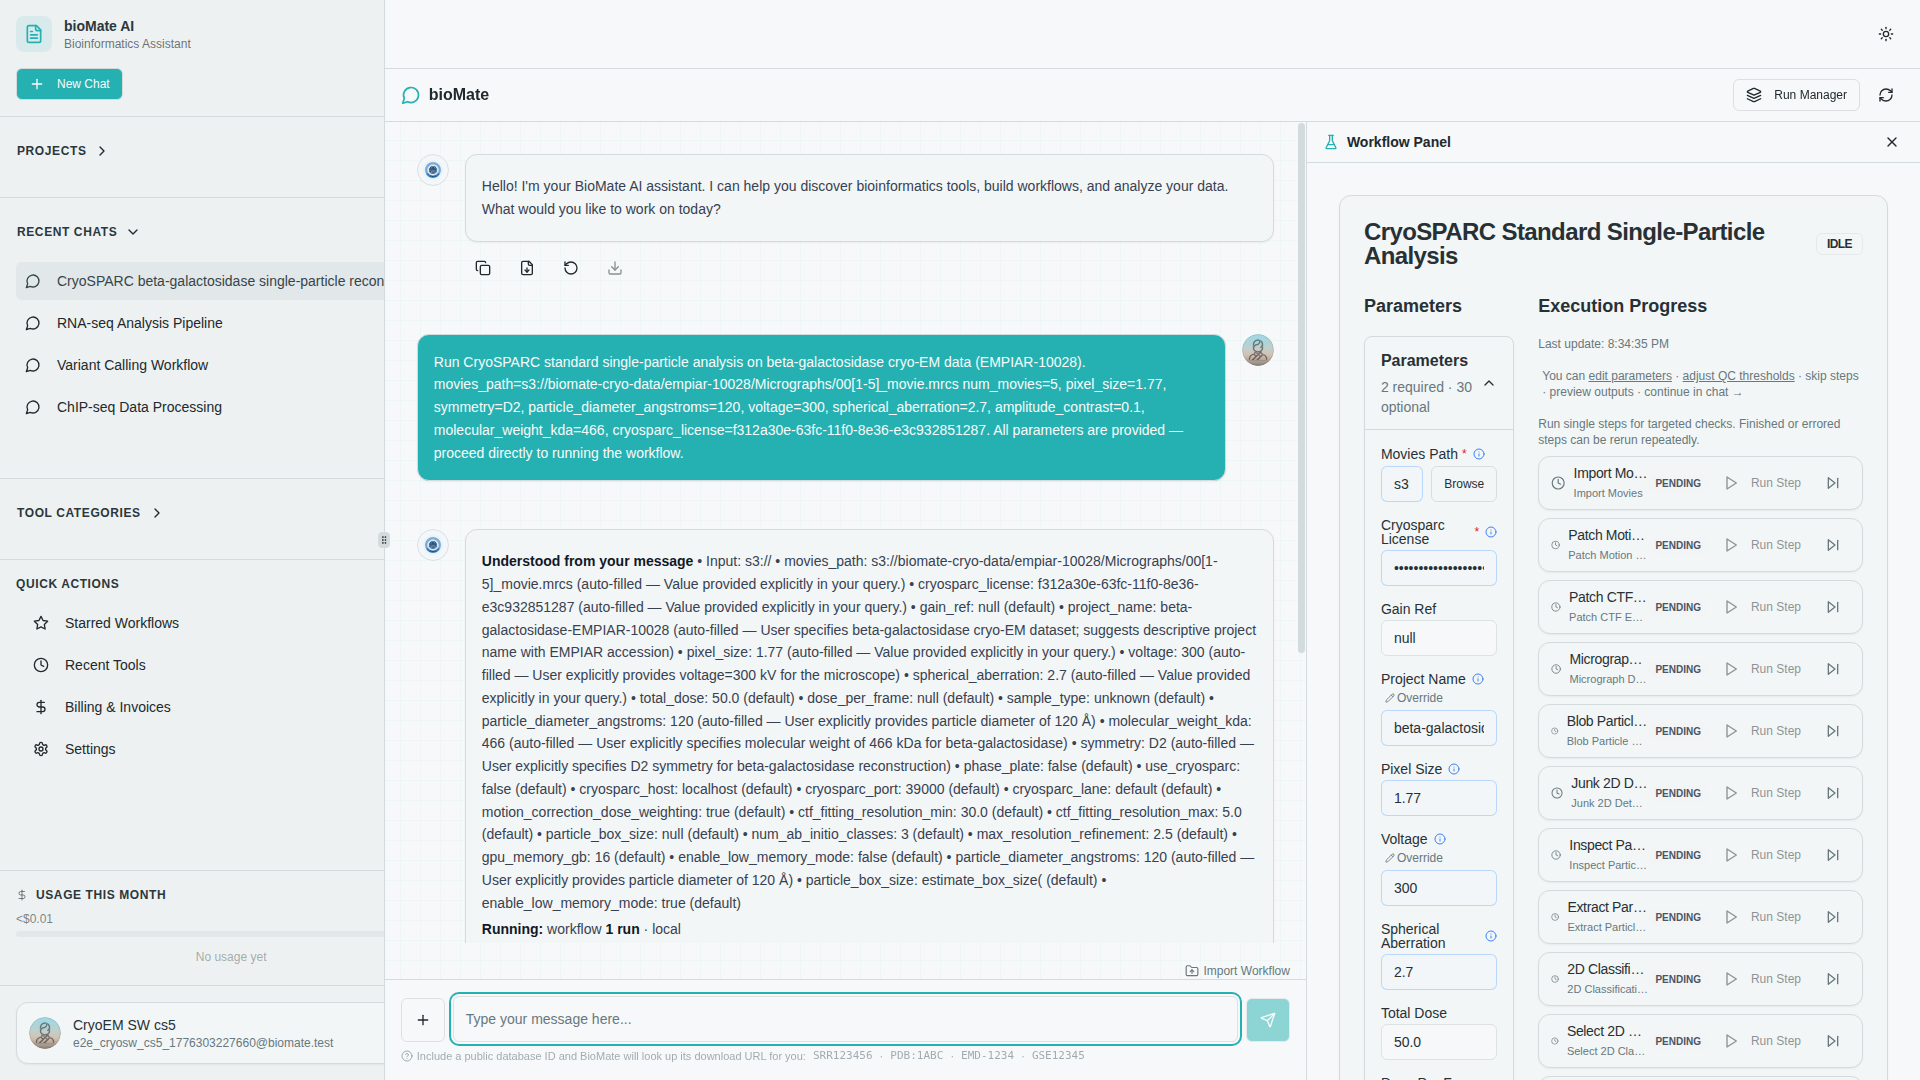 bioMate AI
Bioinformatics Assistant
New Chat
PROJECTS
RECENT CHATS
CryoSPARC beta-galactosidase single-particle recon
RNA-seq Analysis Pipeline
Variant Calling Workflow
ChIP-seq Data Processing
TOOL CATEGORIES
QUICK ACTIONS
Starred Workflows
Recent Tools
Billing & Invoices
Settings
USAGE THIS MONTH
<$0.01
No usage yet
CryoEM SW cs5
e2e_cryosw_cs5_1776303227660@biomate.test
bioMate
Run Manager
Hello! I'm your BioMate AI assistant. I can help you discover bioinformatics tools, build workflows, and analyze your data.
What would you like to work on today?
Run CryoSPARC standard single-particle analysis on beta-galactosidase cryo-EM data (EMPIAR-10028).
movies_path=s3://biomate-cryo-data/empiar-10028/Micrographs/00[1-5]_movie.mrcs num_movies=5, pixel_size=1.77,
symmetry=D2, particle_diameter_angstroms=120, voltage=300, spherical_aberration=2.7, amplitude_contrast=0.1,
molecular_weight_kda=466, cryosparc_license=f312a30e-63fc-11f0-8e36-e3c932851287. All parameters are provided —
proceed directly to running the workflow.
Understood from your message • Input: s3:// • movies_path: s3://biomate-cryo-data/empiar-10028/Micrographs/00[1-
5]_movie.mrcs (auto-filled — Value provided explicitly in your query.) • cryosparc_license: f312a30e-63fc-11f0-8e36-
e3c932851287 (auto-filled — Value provided explicitly in your query.) • gain_ref: null (default) • project_name: beta-
galactosidase-EMPIAR-10028 (auto-filled — User specifies beta-galactosidase cryo-EM dataset; suggests descriptive project
name with EMPIAR accession) • pixel_size: 1.77 (auto-filled — Value provided explicitly in your query.) • voltage: 300 (auto-
filled — User explicitly provides voltage=300 kV for the microscope) • spherical_aberration: 2.7 (auto-filled — Value provided
explicitly in your query.) • total_dose: 50.0 (default) • dose_per_frame: null (default) • sample_type: unknown (default) •
particle_diameter_angstroms: 120 (auto-filled — User explicitly provides particle diameter of 120 Å) • molecular_weight_kda:
466 (auto-filled — User explicitly specifies molecular weight of 466 kDa for beta-galactosidase) • symmetry: D2 (auto-filled —
User explicitly specifies D2 symmetry for beta-galactosidase reconstruction) • phase_plate: false (default) • use_cryosparc:
false (default) • cryosparc_host: localhost (default) • cryosparc_port: 39000 (default) • cryosparc_lane: default (default) •
motion_correction_dose_weighting: true (default) • ctf_fitting_resolution_min: 30.0 (default) • ctf_fitting_resolution_max: 5.0
(default) • particle_box_size: null (default) • num_ab_initio_classes: 3 (default) • max_resolution_refinement: 2.5 (default) •
gpu_memory_gb: 16 (default) • enable_low_memory_mode: false (default) • particle_diameter_angstroms: 120 (auto-filled —
User explicitly provides particle diameter of 120 Å) • particle_box_size: estimate_box_size( (default) •
enable_low_memory_mode: true (default)
Running: workflow 1 run · local
Import Workflow
Type your message here...
Include a public database ID and BioMate will look up its download URL for you: SRR123456 · PDB:1ABC · EMD-1234 · GSE12345
Workflow Panel
CryoSPARC Standard Single-Particle
Analysis
IDLE
Parameters
Parameters
2 required · 30
optional
Movies Path *
s3
Browse
Cryosparc
License *
••••••••••••••••••
Gain Ref
null
Project Name
Override
beta-galactosic
Pixel Size
1.77
Voltage
Override
300
Spherical
Aberration
2.7
Total Dose
50.0
Execution Progress
Last update: 8:34:35 PM
You can edit parameters · adjust QC thresholds · skip steps
· preview outputs · continue in chat →
Run single steps for targeted checks. Finished or errored
steps can be rerun repeatedly.
Import Mo… PENDING Run Step
Import Movies
Patch Moti… PENDING Run Step
Patch Motion …
Patch CTF… PENDING Run Step
Patch CTF E…
Micrograp… PENDING Run Step
Micrograph D…
Blob Particl… PENDING Run Step
Blob Particle …
Junk 2D D… PENDING Run Step
Junk 2D Det…
Inspect Pa… PENDING Run Step
Inspect Partic…
Extract Par… PENDING Run Step
Extract Particl…
2D Classifi… PENDING Run Step
2D Classificati…
Select 2D … PENDING Run Step
Select 2D Cla…